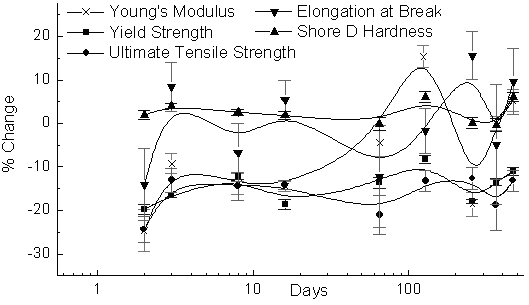 Young's Modulus
Elongation at Break
Yield Strength
Shore D Hardness
Ultimate Tensile Strength
20
10
0
-10
-20
-30
% Change
1
10
100
Days